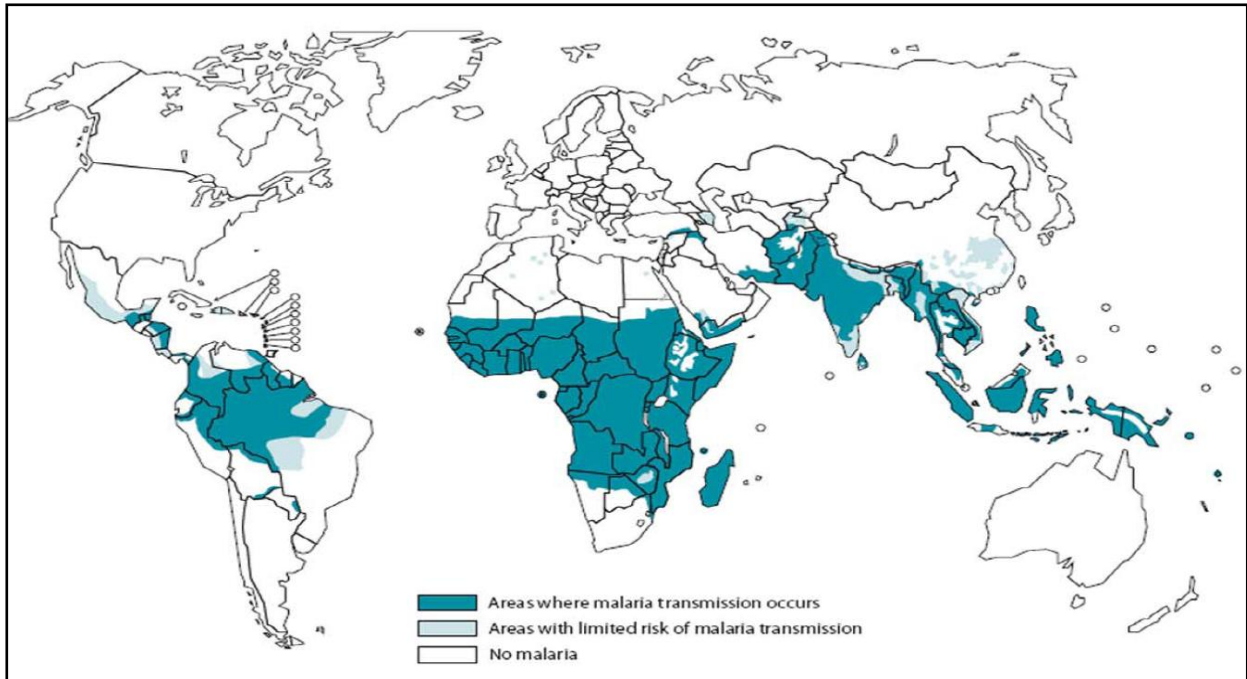 Areas where malaria transmission occurs
Areas with limited risk of malaria transmission
No malaria